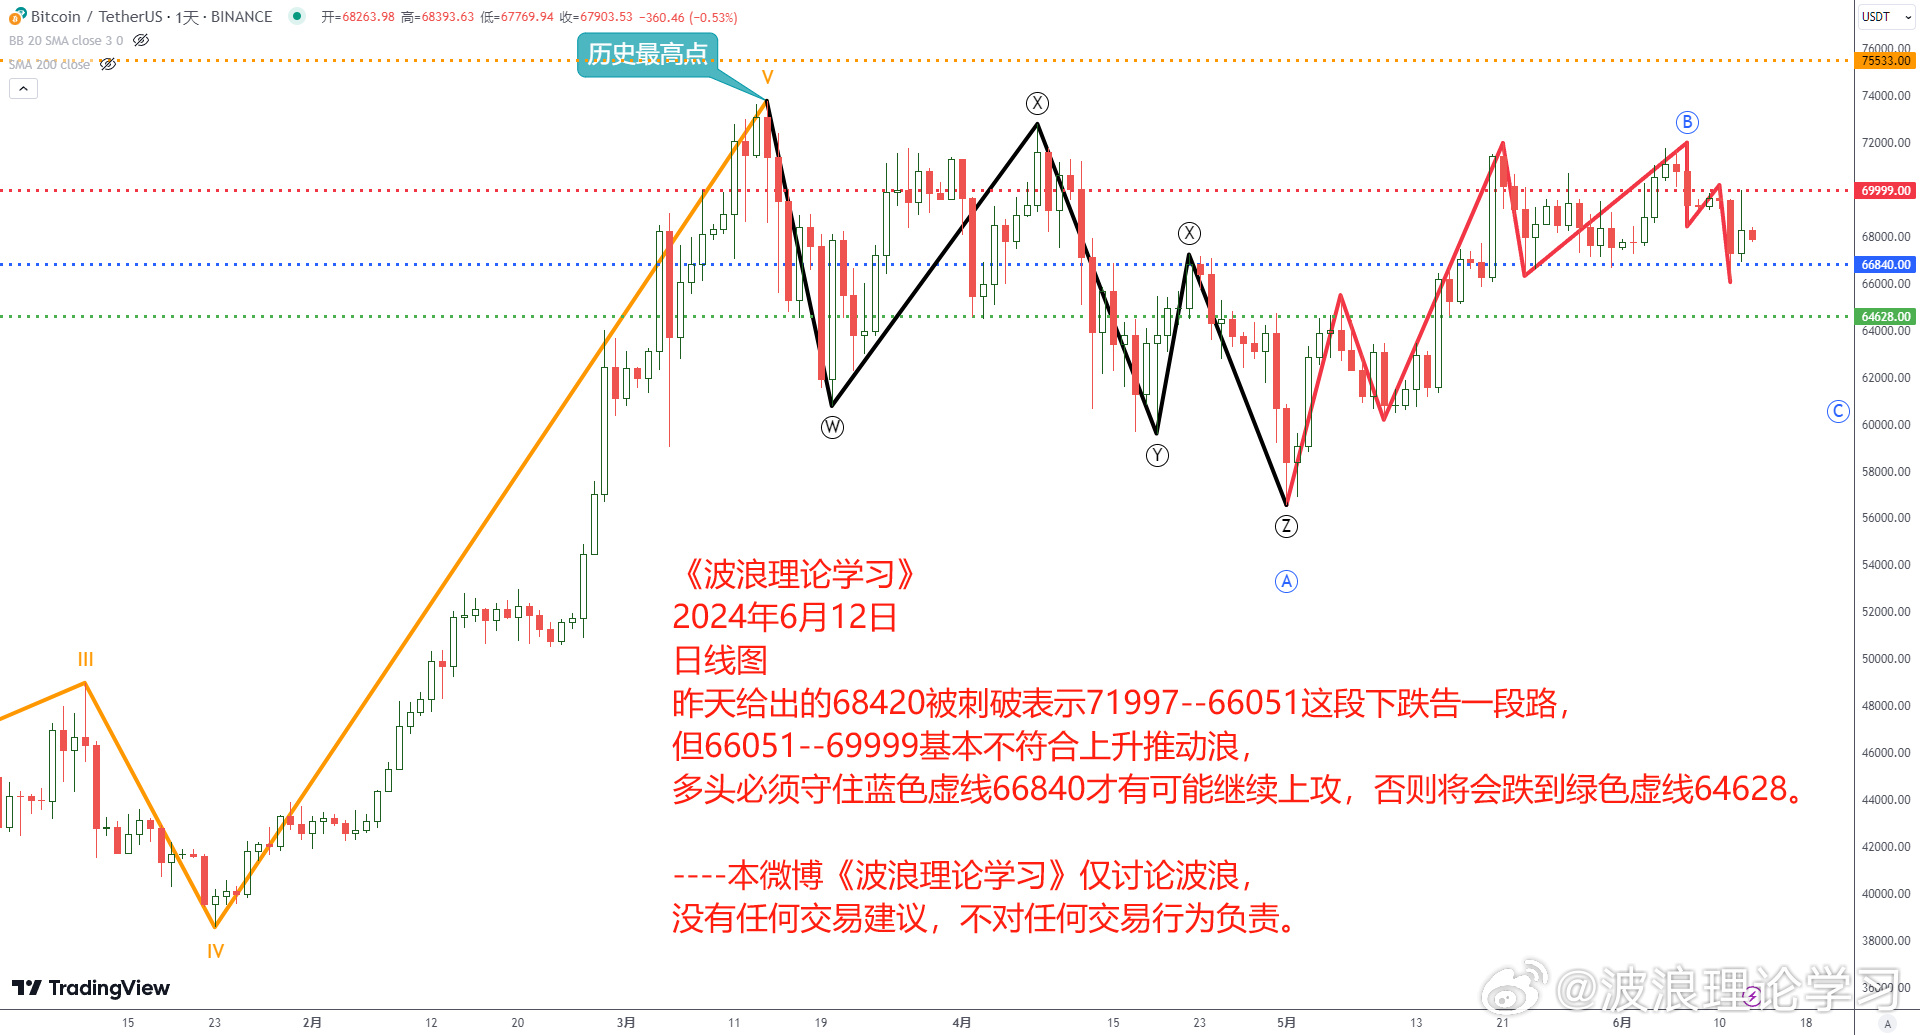 Bitcoin / TetherUS · 1天 · BINANCE 开=68263.98 高=68393.63 低=67769.94 收=67903.53 −360.46 (−0.53%)
BB 20 SMA close 3 0
SMA 200 close
USDT
历史最高点
V
X
B
X
W
Y
Z
A
C
III
IV
76000.00
75533.00
74000.00
72000.00
69999.00
68000.00
66840.00
66000.00
64628.00
64000.00
62000.00
60000.00
58000.00
56000.00
54000.00
52000.00
50000.00
48000.00
46000.00
44000.00
42000.00
40000.00
38000.00
36000.00
《波浪理论学习》
2024年6月12日
日线图
昨天给出的68420被刺破表示71997--66051这段下跌告一段路，
但66051--69999基本不符合上升推动浪，
多头必须守住蓝色虚线66840才有可能继续上攻，否则将会跌到绿色虚线64628。
----本微博《波浪理论学习》仅讨论波浪，
没有任何交易建议，不对任何交易行为负责。
TradingView
@波浪理论学习
15 23 2月 12 20 3月 11 19 4月 15 23 5月 13 21 6月 10 18
A